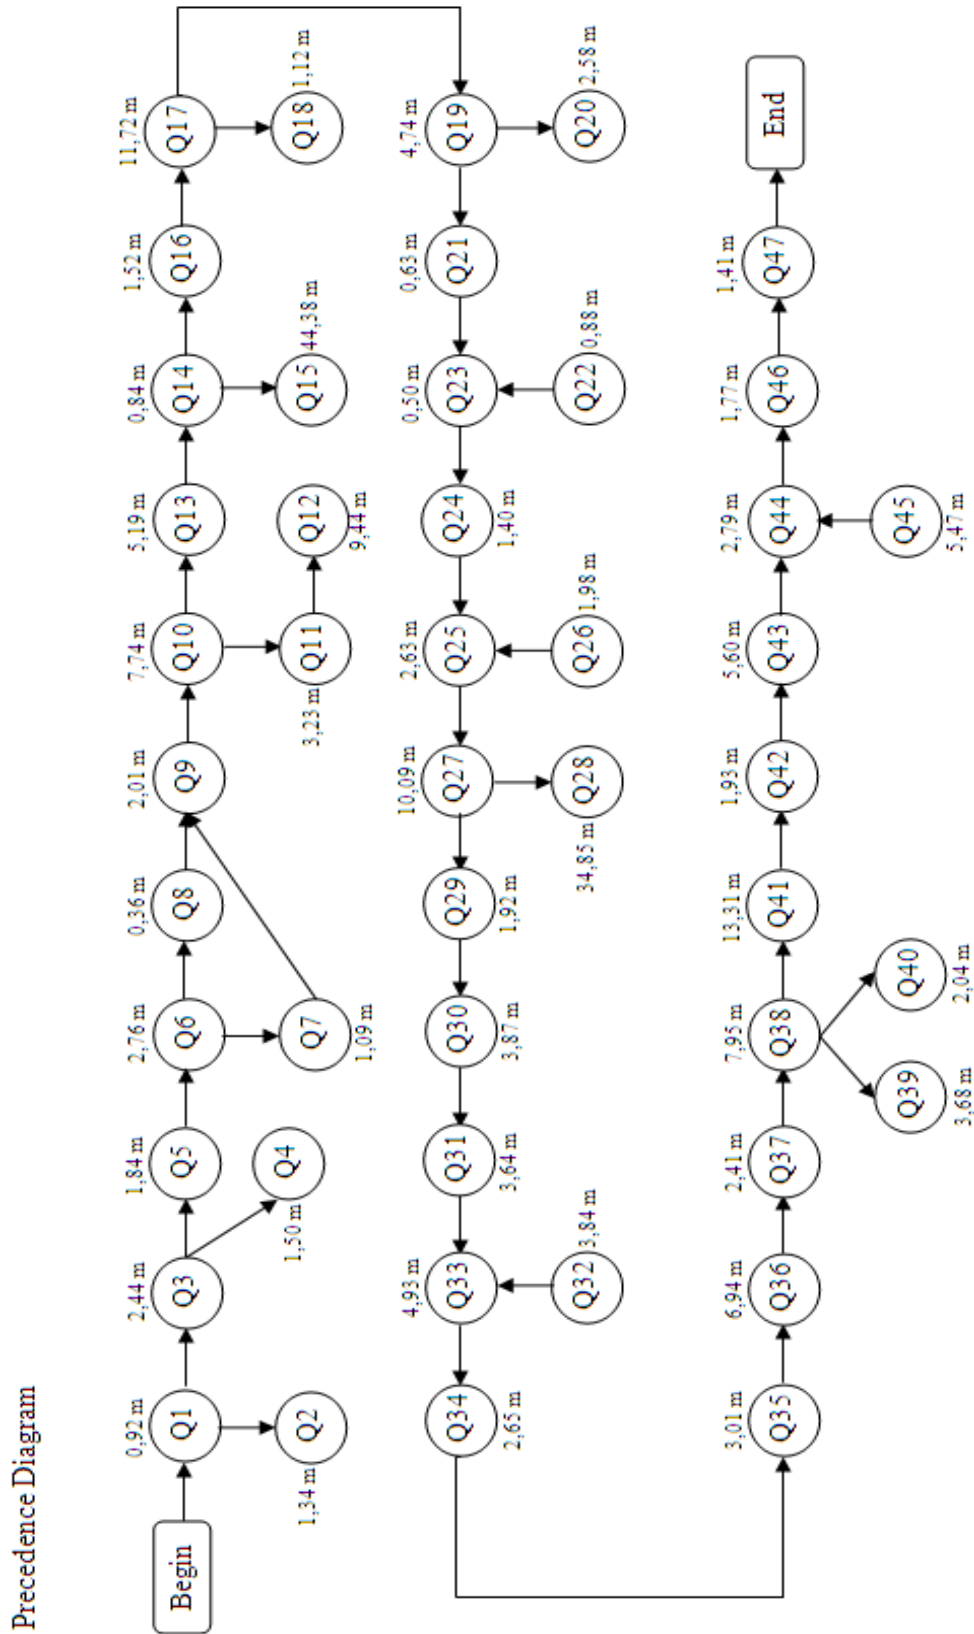 Precedence Diagram
Begin
0,92 m
Q1
1,34 m
Q2
2,44 m
Q3
1,50 m
Q4
1,84 m
Q5
2,76 m
Q6
Q7
1,09 m
0,36 m
Q8
2,01 m
Q9
7,74 m
Q10
3,23 m
Q11
Q12
9,44 m
5,19 m
Q13
0,84 m
Q14
Q15
44,38 m
1,52 m
Q16
11,72 m
Q17
Q18
1,12 m
4,74 m
Q19
Q20
2,58 m
0,63 m
Q21
0,50 m
Q23
Q22
0,88 m
Q24
1,40 m
2,63 m
Q25
Q26
1,98 m
10,09 m
Q27
34,85 m
Q28
Q29
1,92 m
Q30
3,87 m
Q31
3,64 m
4,93 m
Q33
Q32
3,84 m
Q34
2,65 m
3,01 m
Q35
6,94 m
Q36
2,41 m
Q37
7,95 m
Q38
Q39
3,68 m
Q40
2,04 m
13,31 m
Q41
1,93 m
Q42
5,60 m
Q43
2,79 m
Q44
Q45
5,47 m
1,77 m
Q46
1,41 m
Q47
End